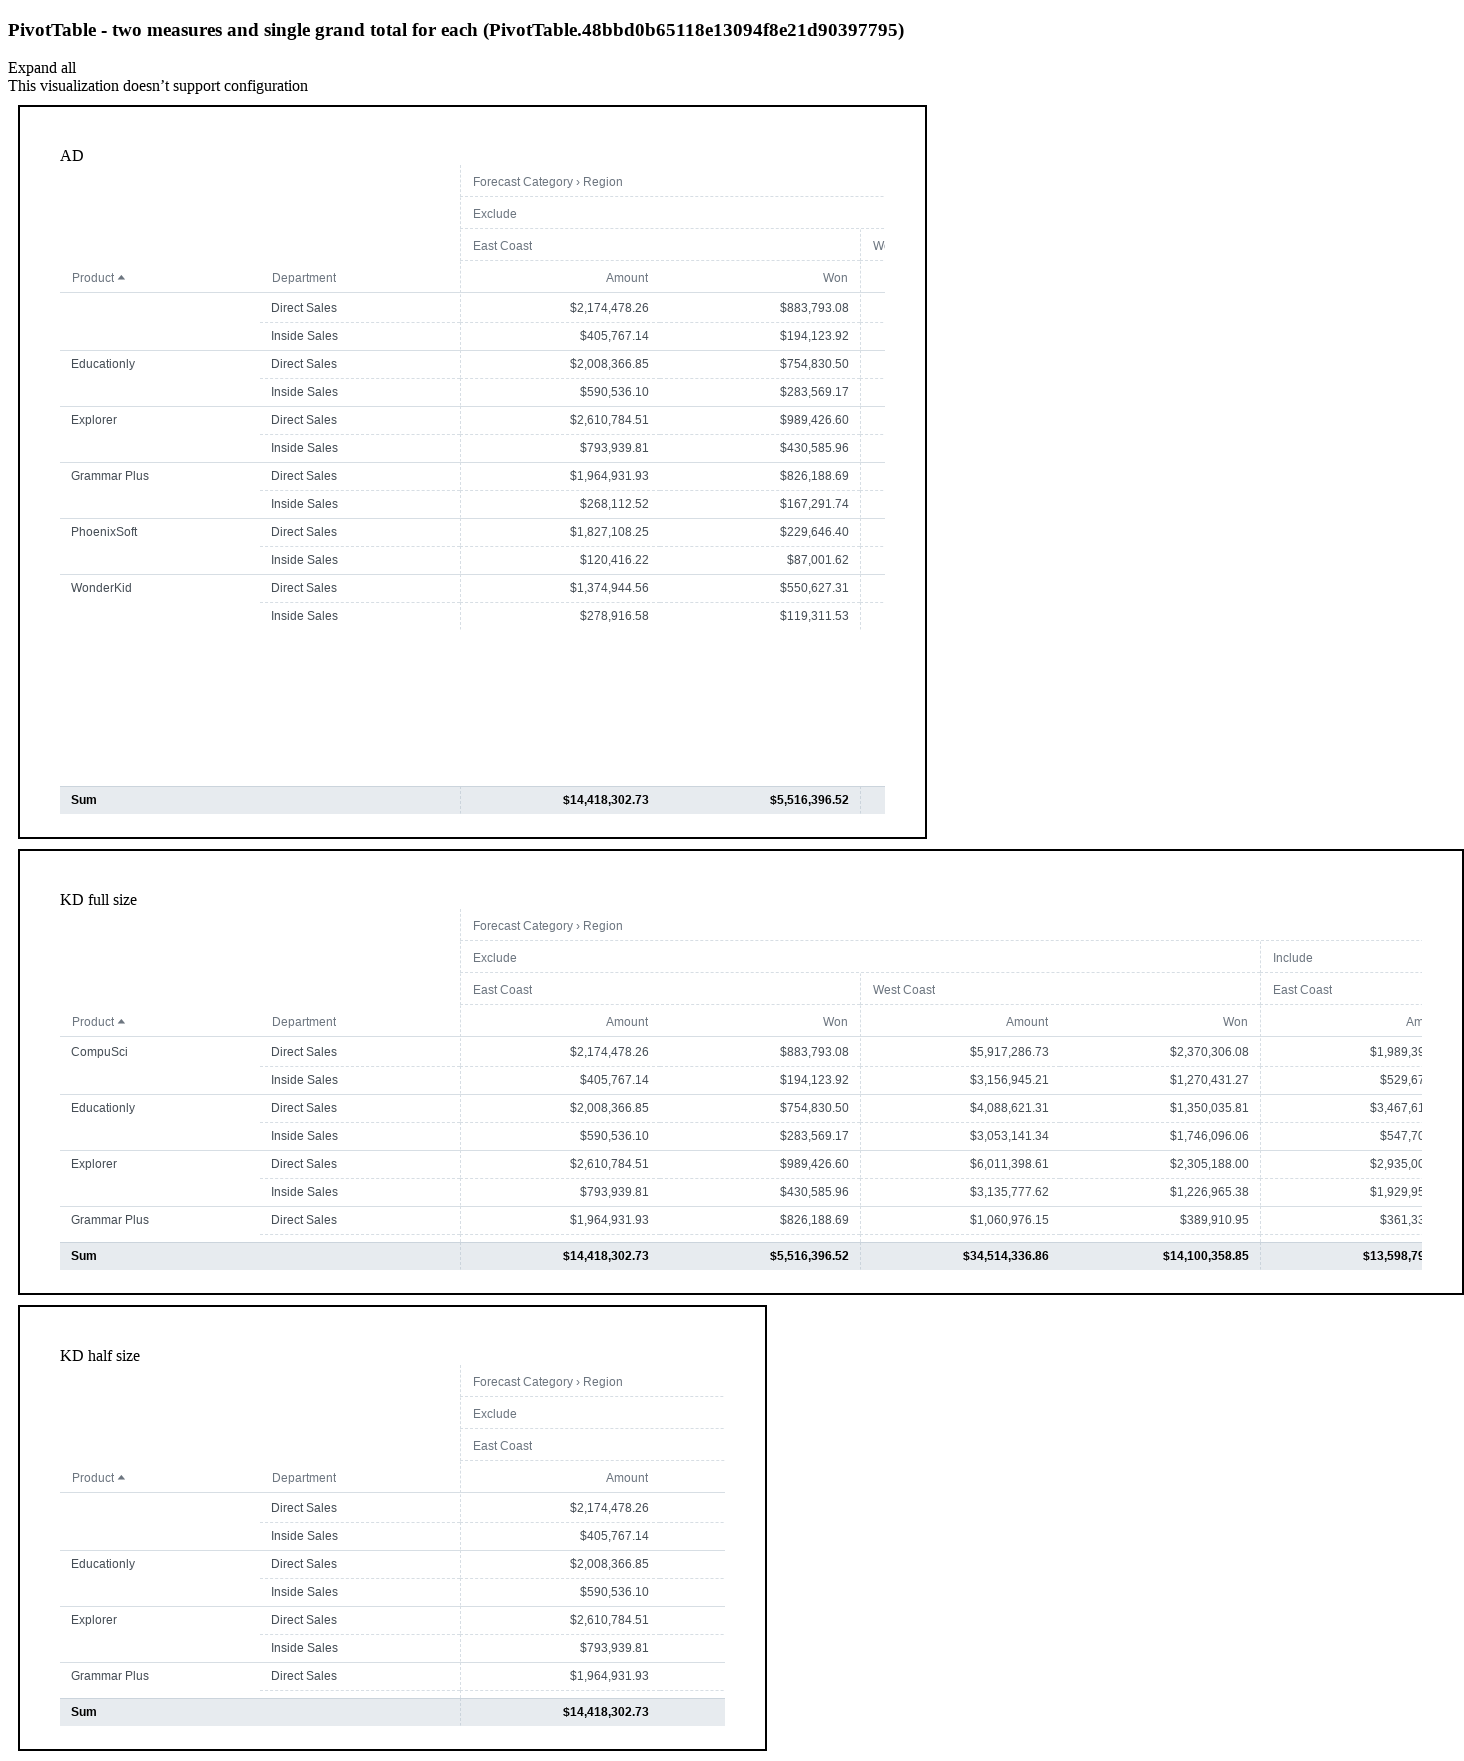 PivotTable - two measures and single grand total for each (PivotTable.48bbd0b65118e13094f8e21d90397795)
Expand all
This visualization doesn’t support configuration
AD
Forecast Category › Region
Exclude
East Coast
Product Department Amount Won
Direct Sales $2,174,478.26 $883,793.08
Inside Sales $405,767.14 $194,123.92
Educationly Direct Sales $2,008,366.85 $754,830.50
Inside Sales $590,536.10 $283,569.17
Explorer Direct Sales $2,610,784.51 $989,426.60
Inside Sales $793,939.81 $430,585.96
Grammar Plus Direct Sales $1,964,931.93 $826,188.69
Inside Sales $268,112.52 $167,291.74
PhoenixSoft Direct Sales $1,827,108.25 $229,646.40
Inside Sales $120,416.22 $87,001.62
WonderKid Direct Sales $1,374,944.56 $550,627.31
Inside Sales $278,916.58 $119,311.53
Sum $14,418,302.73 $5,516,396.52
KD full size
Forecast Category › Region
Exclude Include
East Coast West Coast East Coast
Product Department Amount Won Amount Won Am
Direct Sales $2,174,478.26 $883,793.08 $5,917,286.73 $2,370,306.08 $1,989,39
CompuSci Inside Sales $405,767.14 $194,123.92 $3,156,945.21 $1,270,431.27 $529,67
Educationly Direct Sales $2,008,366.85 $754,830.50 $4,088,621.31 $1,350,035.81 $3,467,61
Inside Sales $590,536.10 $283,569.17 $3,053,141.34 $1,746,096.06 $547,70
Explorer Direct Sales $2,610,784.51 $989,426.60 $6,011,398.61 $2,305,188.00 $2,935,00
Inside Sales $793,939.81 $430,585.96 $3,135,777.62 $1,226,965.38 $1,929,95
Grammar Plus Direct Sales $1,964,931.93 $826,188.69 $1,060,976.15 $389,910.95 $361,33
Sum $14,418,302.73 $5,516,396.52 $34,514,336.86 $14,100,358.85 $13,598,79
KD half size
Forecast Category › Region
Exclude
East Coast
Product Department Amount
Direct Sales $2,174,478.26
Inside Sales $405,767.14
Educationly Direct Sales $2,008,366.85
Inside Sales $590,536.10
Explorer Direct Sales $2,610,784.51
Inside Sales $793,939.81
Grammar Plus Direct Sales $1,964,931.93
Sum $14,418,302.73